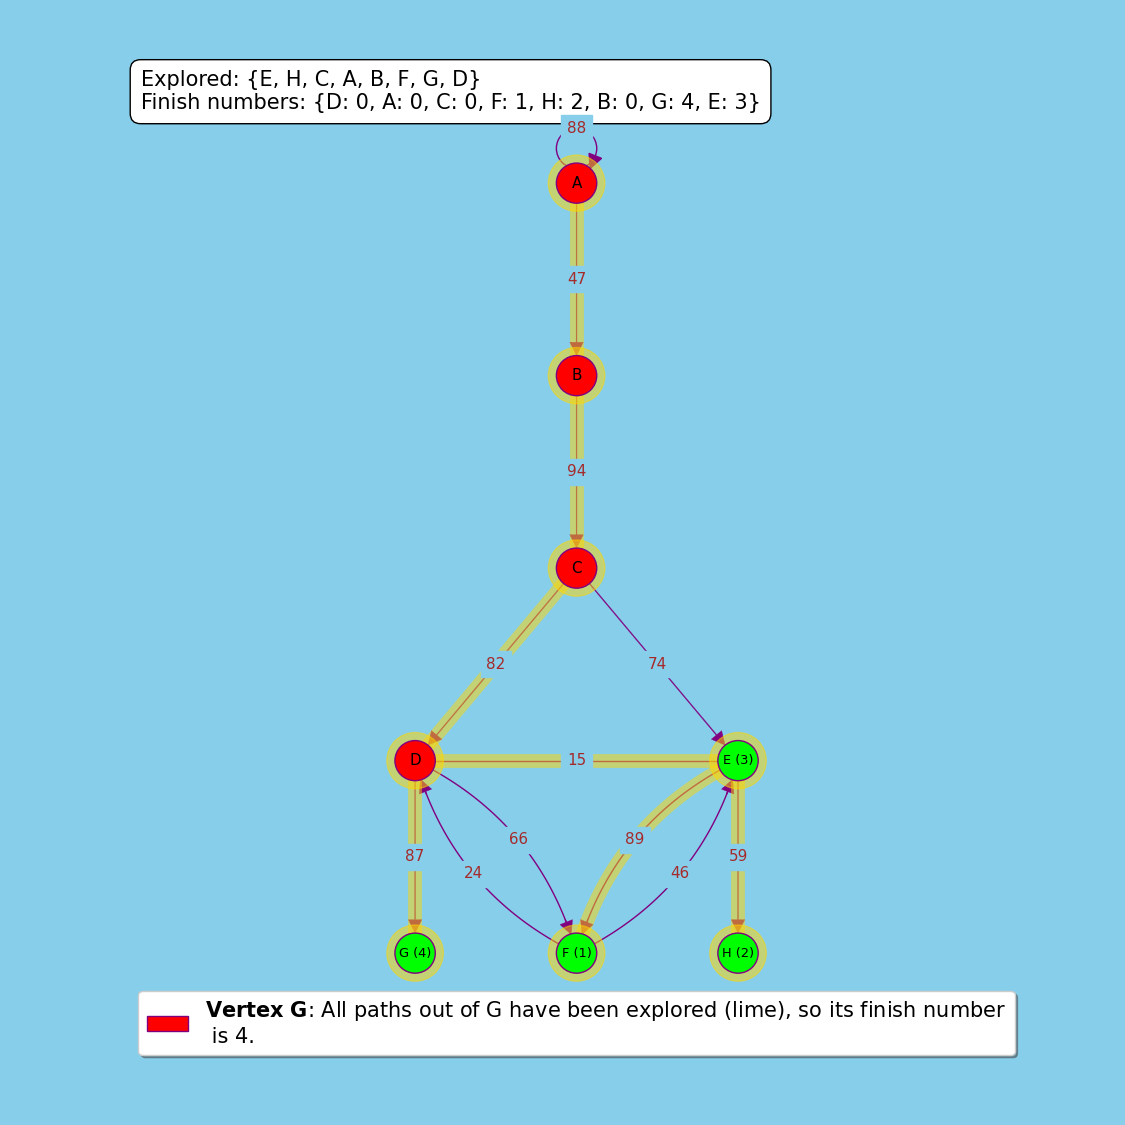 Explored: {E, H, C, A, B, F, G, D}
Finish numbers: {D: 0, A: 0, C: 0, F: 1, H: 2, B: 0, G: 4, E: 3}
88
A
47
B
94
C
82
74
D
15
E (3)
66
89
87
59
24
46
G (4)
F (1)
H (2)
Vertex G: All paths out of G have been explored (lime), so its finish number
is 4.